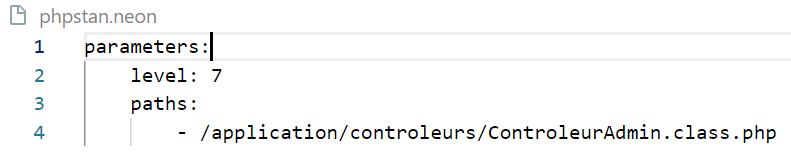 phpstan.neon
1 parameters:
2 level: 7
3 paths:
4 - /application/controleurs/ControleurAdmin.class.php